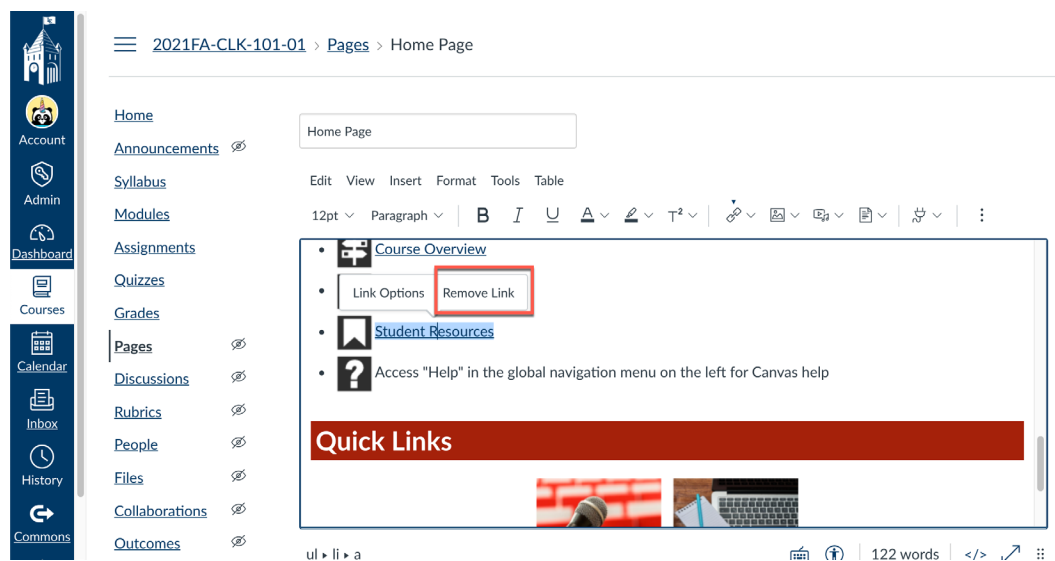 2021FA-CLK-101-01 > Pages > Home Page
Account
Admin
Dashboard
Courses
Calendar
Inbox
History
Commons
Home
Announcements
Syllabus
Modules
Assignments
Quizzes
Grades
Pages
Discussions
Rubrics
People
Files
Collaborations
Outcomes
Home Page
Edit View Insert Format Tools Table
12pt Paragraph B I U A T²
Course Overview
Link Options Remove Link
Student Resources
? Access "Help" in the global navigation menu on the left for Canvas help
Quick Links
ul ▸ li ▸ a
122 words </>